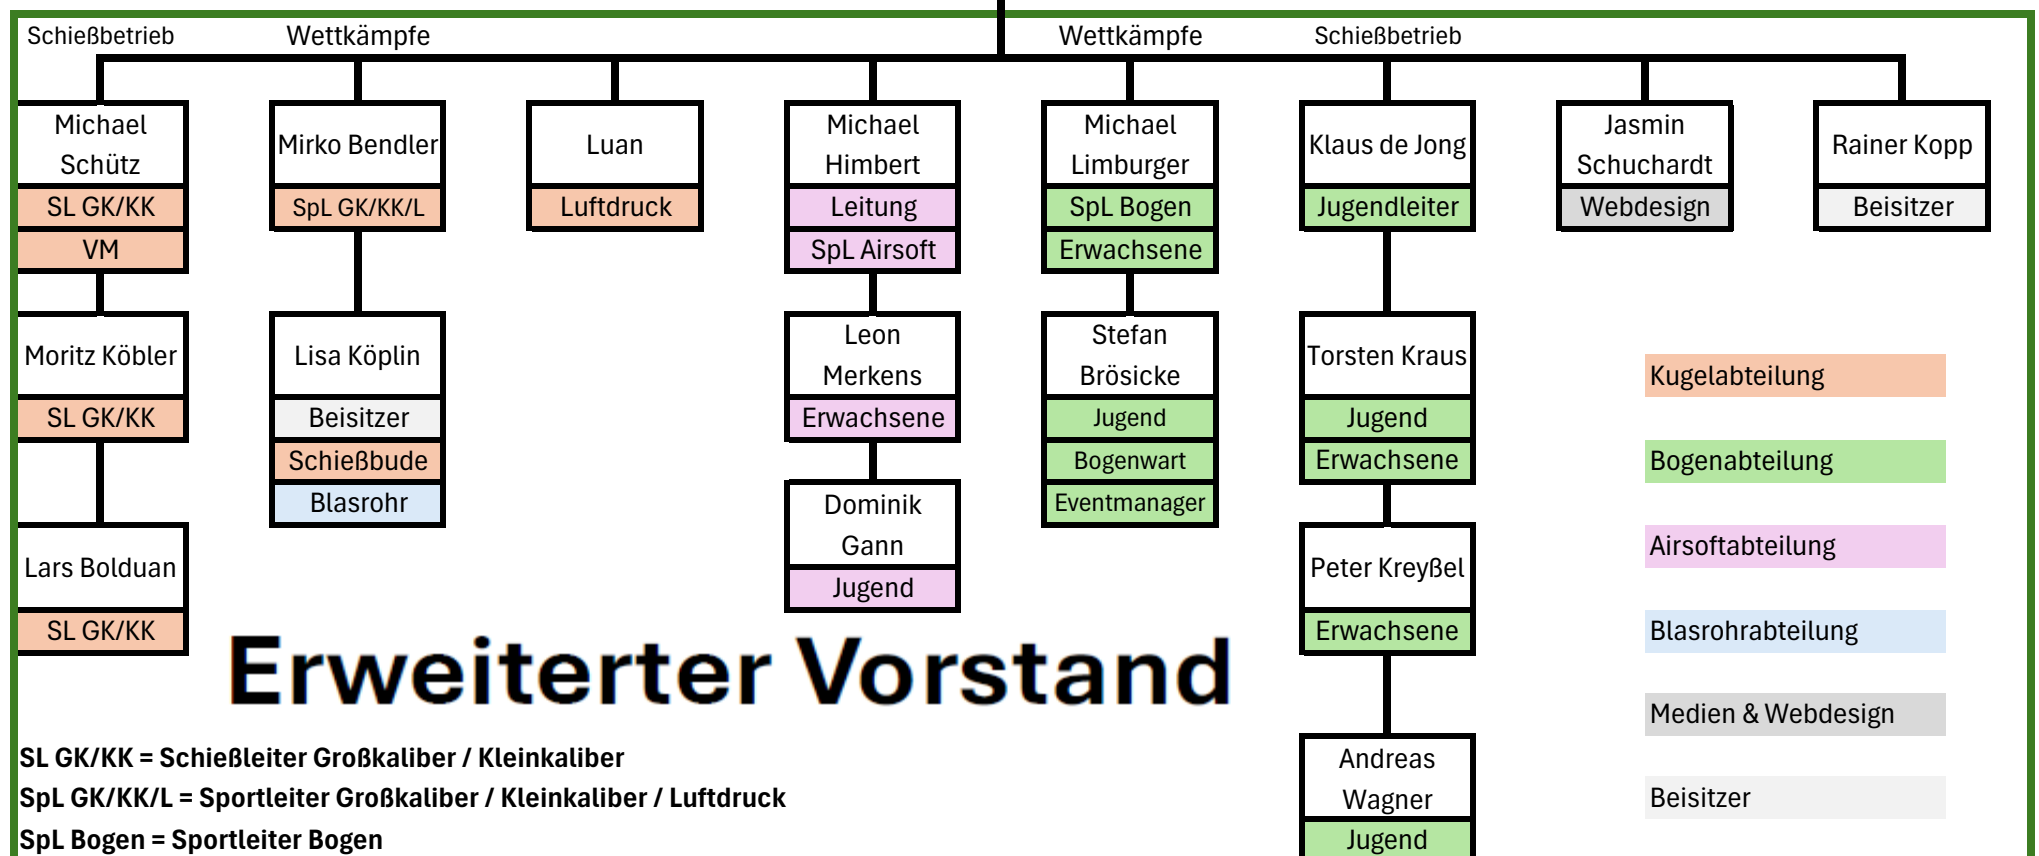 Schießbetrieb
Wettkämpfe
Wettkämpfe
Schießbetrieb
Michael
Schütz
SL GK/KK
VM
Mirko Bendler
SpL GK/KK/L
Luan
Luftdruck
Michael
Himbert
Leitung
SpL Airsoft
Michael
Limburger
SpL Bogen
Erwachsene
Klaus de Jong
Jugendleiter
Jasmin
Schuchardt
Webdesign
Rainer Kopp
Beisitzer
Moritz Köbler
SL GK/KK
Lisa Köplin
Beisitzer
Schießbude
Blasrohr
Leon
Merkens
Erwachsene
Stefan
Brösicke
Jugend
Bogenwart
Eventmanager
Torsten Kraus
Jugend
Erwachsene
Lars Bolduan
SL GK/KK
Dominik
Gann
Jugend
Peter Kreyßel
Erwachsene
Andreas
Wagner
Jugend
Kugelabteilung
Bogenabteilung
Airsoftabteilung
Blasrohrabteilung
Medien & Webdesign
Beisitzer
Erweiterter Vorstand
SL GK/KK = Schießleiter Großkaliber / Kleinkaliber
SpL GK/KK/L = Sportleiter Großkaliber / Kleinkaliber / Luftdruck
SpL Bogen = Sportleiter Bogen